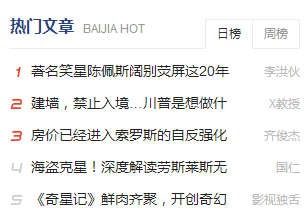 热门文章 BAIJIA HOT 日榜 周榜
1 著名笑星陈佩斯阔别荧屏这20年 李洪伙
2 建墙，禁止入境…川普是想做什 X教授
3 房价已经进入索罗斯的自反强化 齐俊杰
4 海盗克星！深度解读劳斯莱斯无 国仁
5 《奇星记》鲜肉齐聚，开创奇幻 影视独舌